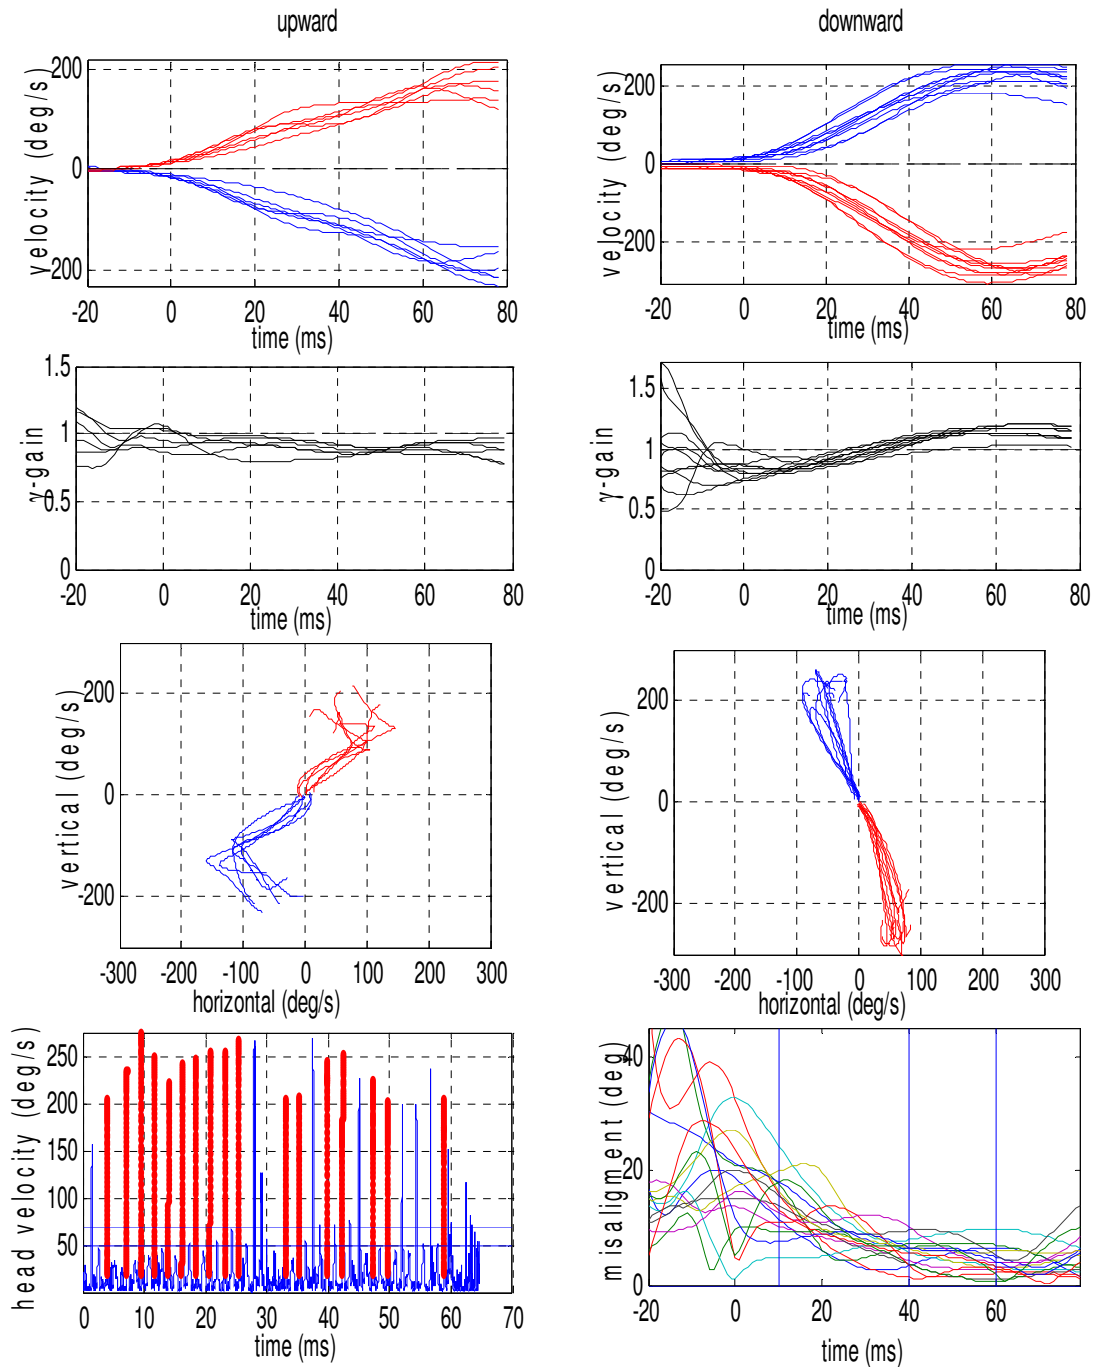 upward
downward
velocity (deg/s)
200
0
-200
-20 0 20 40 60 80
time (ms)
velocity (deg/s)
200
0
-200
-20 0 20 40 60 80
time (ms)
γ-gain
1.5
1
0.5
0
-20 0 20 40 60 80
time (ms)
γ-gain
1.5
1
0.5
0
-20 0 20 40 60 80
time (ms)
vertical (deg/s)
200
0
-200
-300 -200 -100 0 100 200 300
horizontal (deg/s)
vertical (deg/s)
200
0
-200
-300 -200 -100 0 100 200 300
horizontal (deg/s)
head velocity (deg/s)
250
200
150
100
50
0 10 20 30 40 50 60 70
time (ms)
misaligment (deg)
40
20
0
-20 0 20 40 60
time (ms)